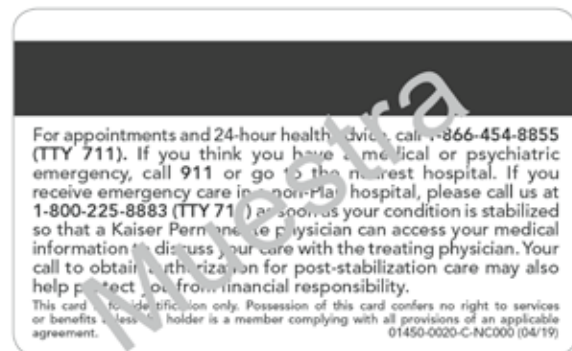 For appointments and 24-hour health advice, call 1-866-454-8855
(TTY 711). If you think you have a medical or psychiatric
emergency, call 911 or go to the nearest hospital. If you
receive emergency care in a non-Plan hospital, please call us at
1-800-225-8883 (TTY 711) as soon as your condition is stabilized
so that a Kaiser Permanente physician can access your medical
information to discuss your care with the treating physician. Your
call to obtain authorization for post-stabilization care may also
help protect you from financial responsibility.
This card is for identification only. Possession of this card confers no right to services
or benefits unless the holder is a member complying with all provisions of an applicable
agreement. 01450-0020-C-NC000 (04/19)
Muestra